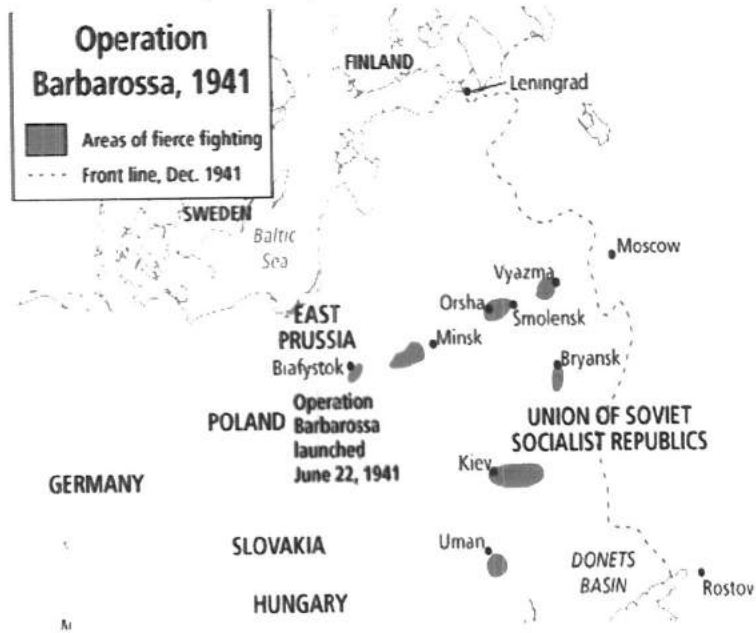 Operation
Barbarossa, 1941
Areas of fierce fighting
Front line, Dec. 1941
FINLAND
Leningrad
SWEDEN
Baltic
Sea
Moscow
Vyazma
Orsha
Smolensk
EAST
PRUSSIA
Minsk
Białystok
Bryansk
POLAND
Operation
Barbarossa
launched
June 22, 1941
UNION OF SOVIET
SOCIALIST REPUBLICS
Kiev
GERMANY
SLOVAKIA
Uman
DONETS
BASIN
Rostov
HUNGARY